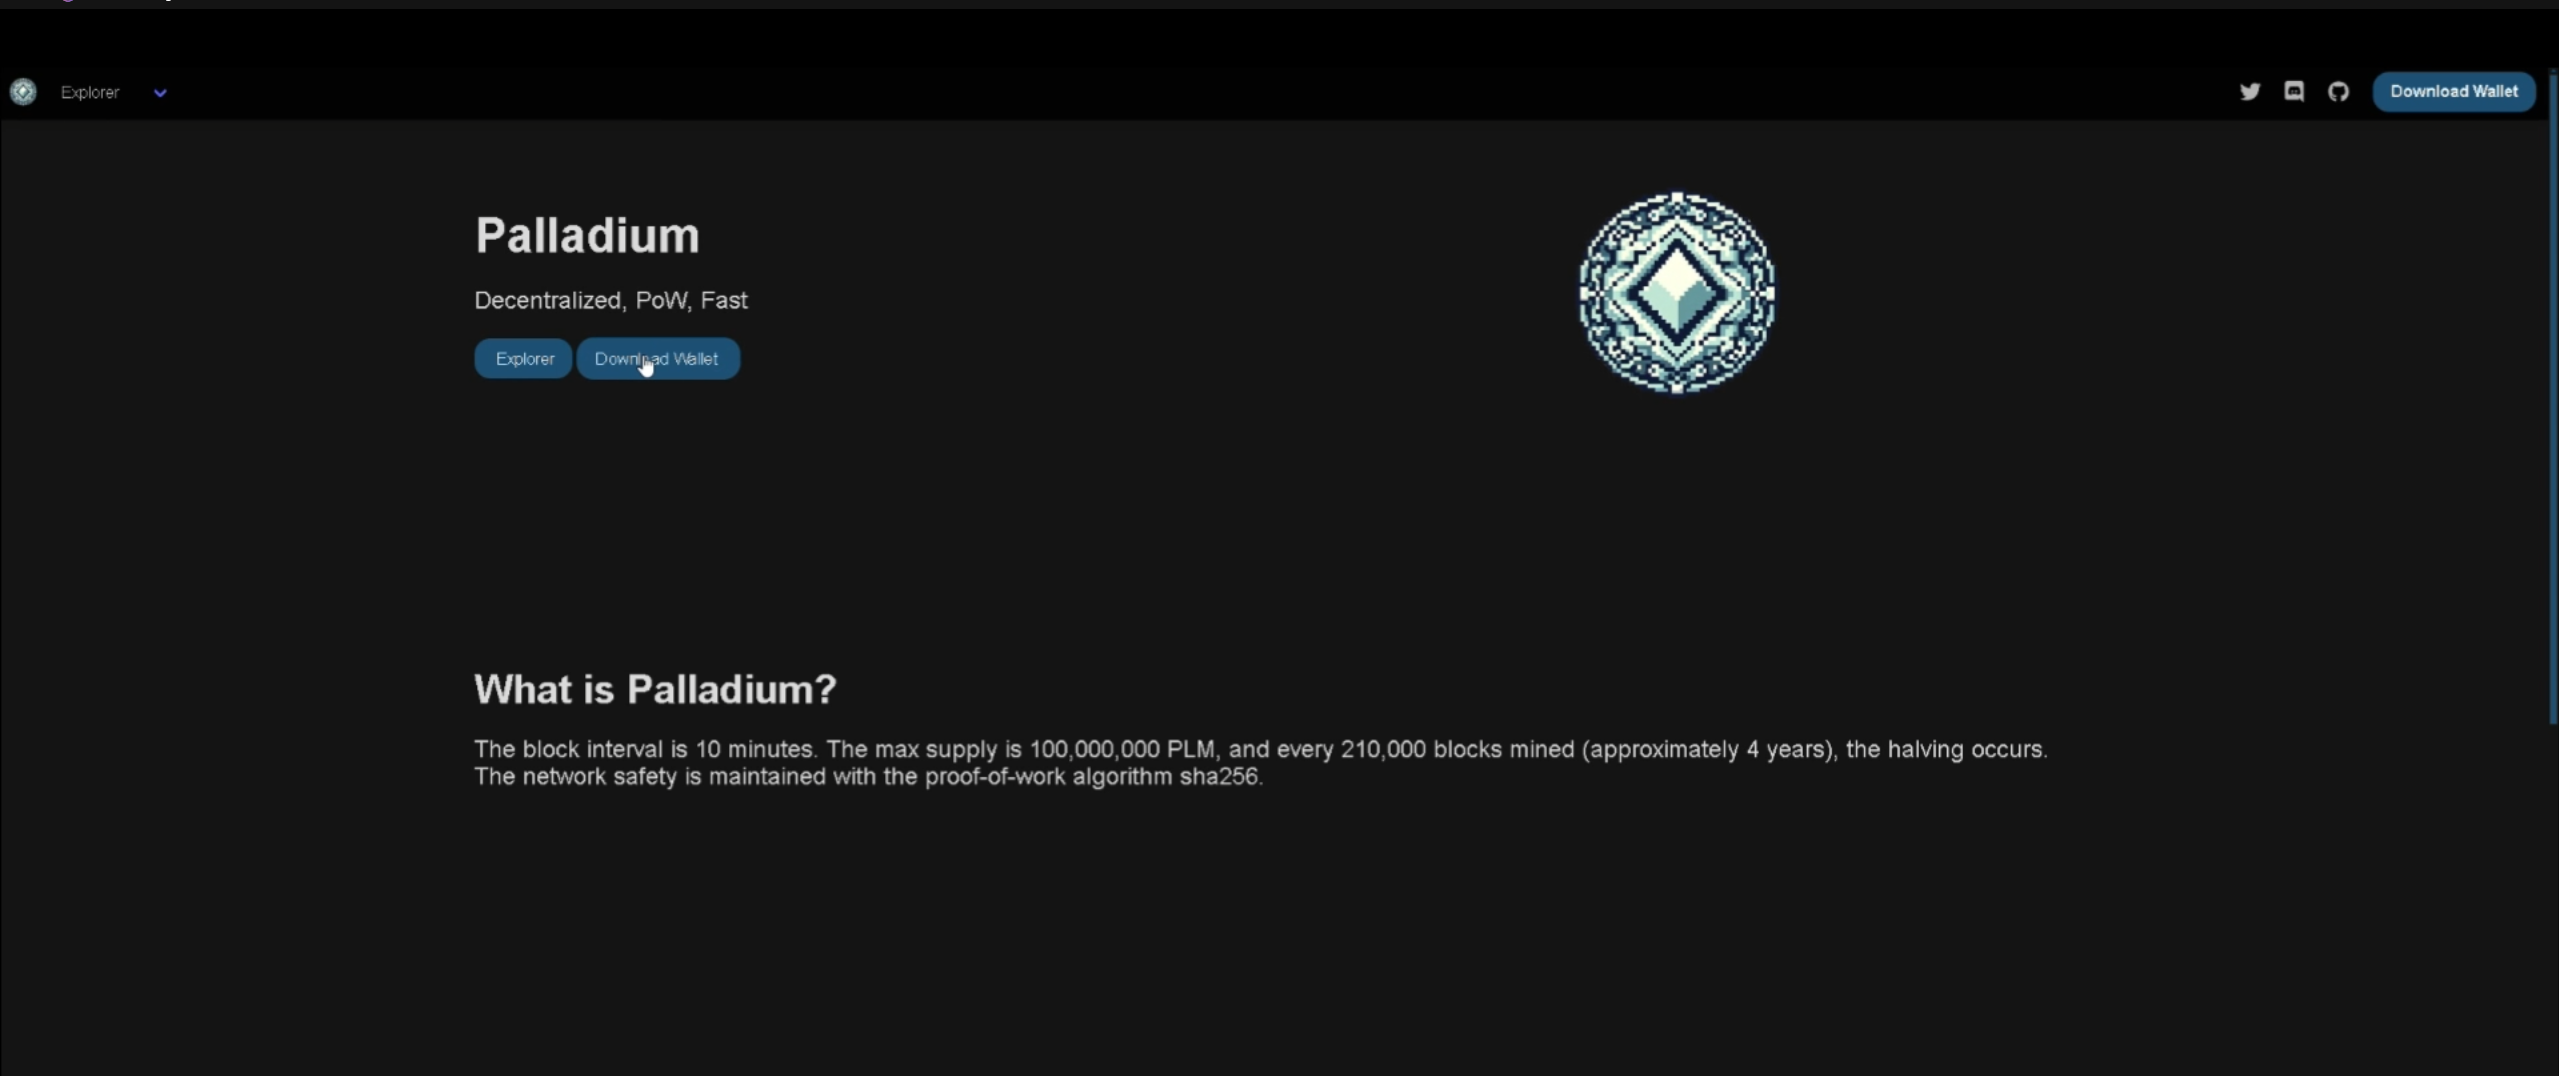 Explorer
Download Wallet
Palladium
Decentralized, PoW, Fast
Explorer
Download Wallet
What is Palladium?
The block interval is 10 minutes. The max supply is 100,000,000 PLM, and every 210,000 blocks mined (approximately 4 years), the halving occurs.
The network safety is maintained with the proof-of-work algorithm sha256.